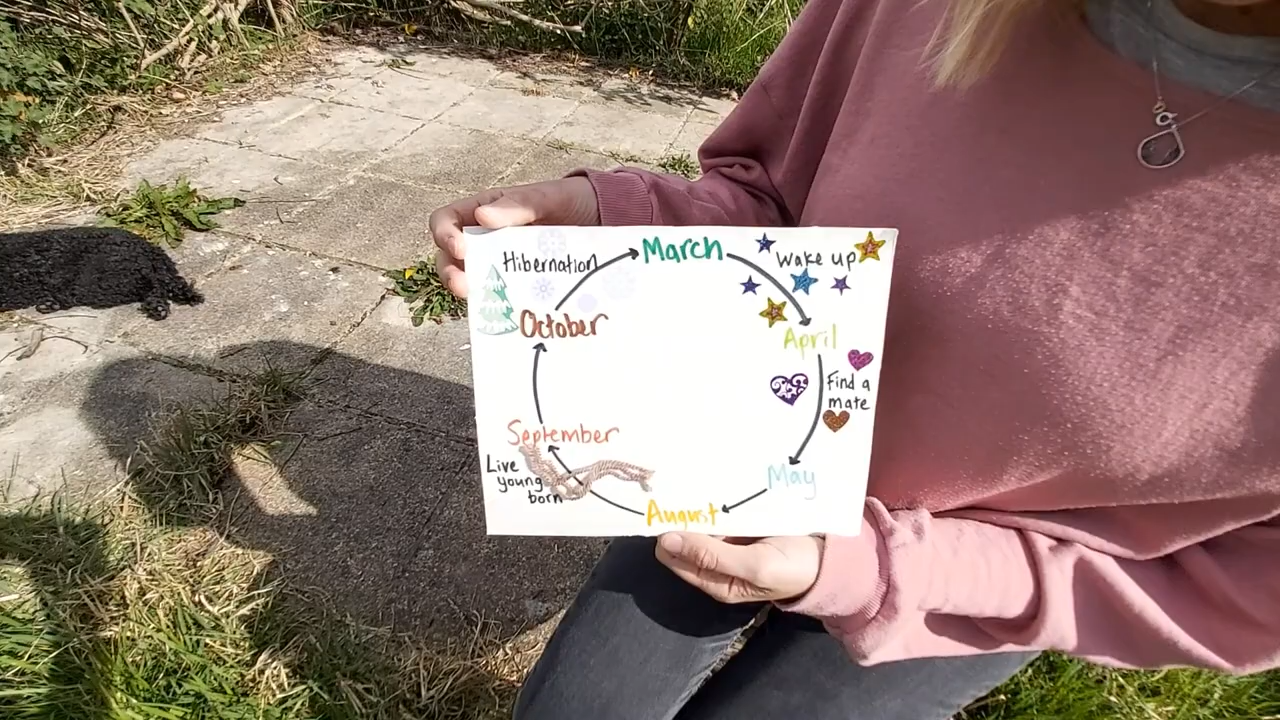 March
Wake up
April
Find a
mate
May
August
Live
young
born
September
October
Hibernation